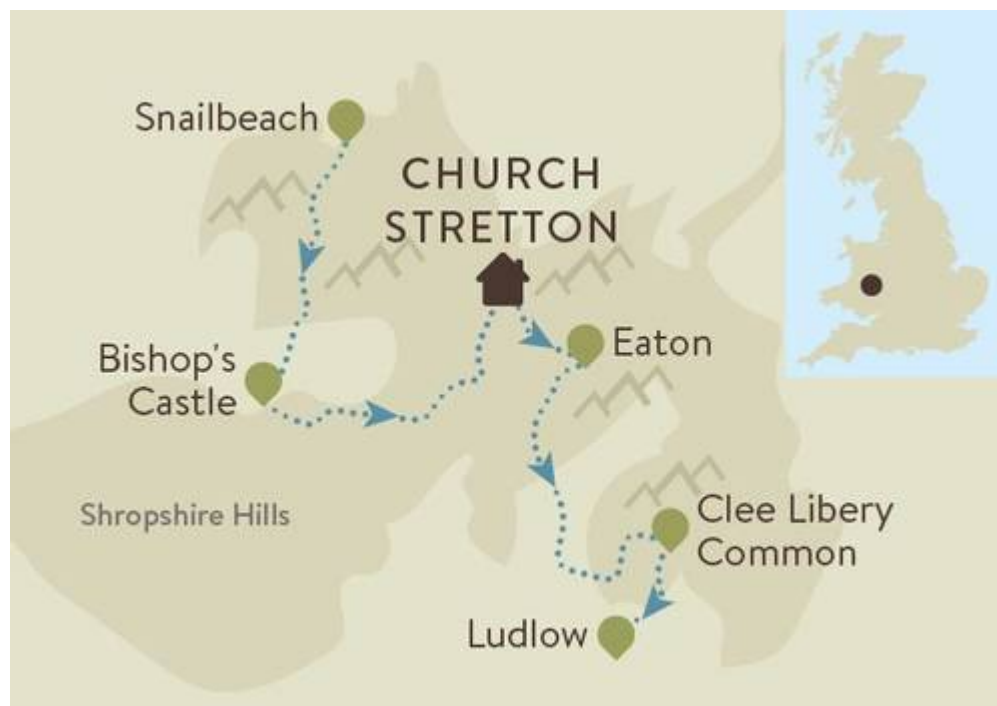 Snailbeach
CHURCH
STRETTON
Bishop's
Castle
Eaton
Shropshire Hills
Clee Libery
Common
Ludlow